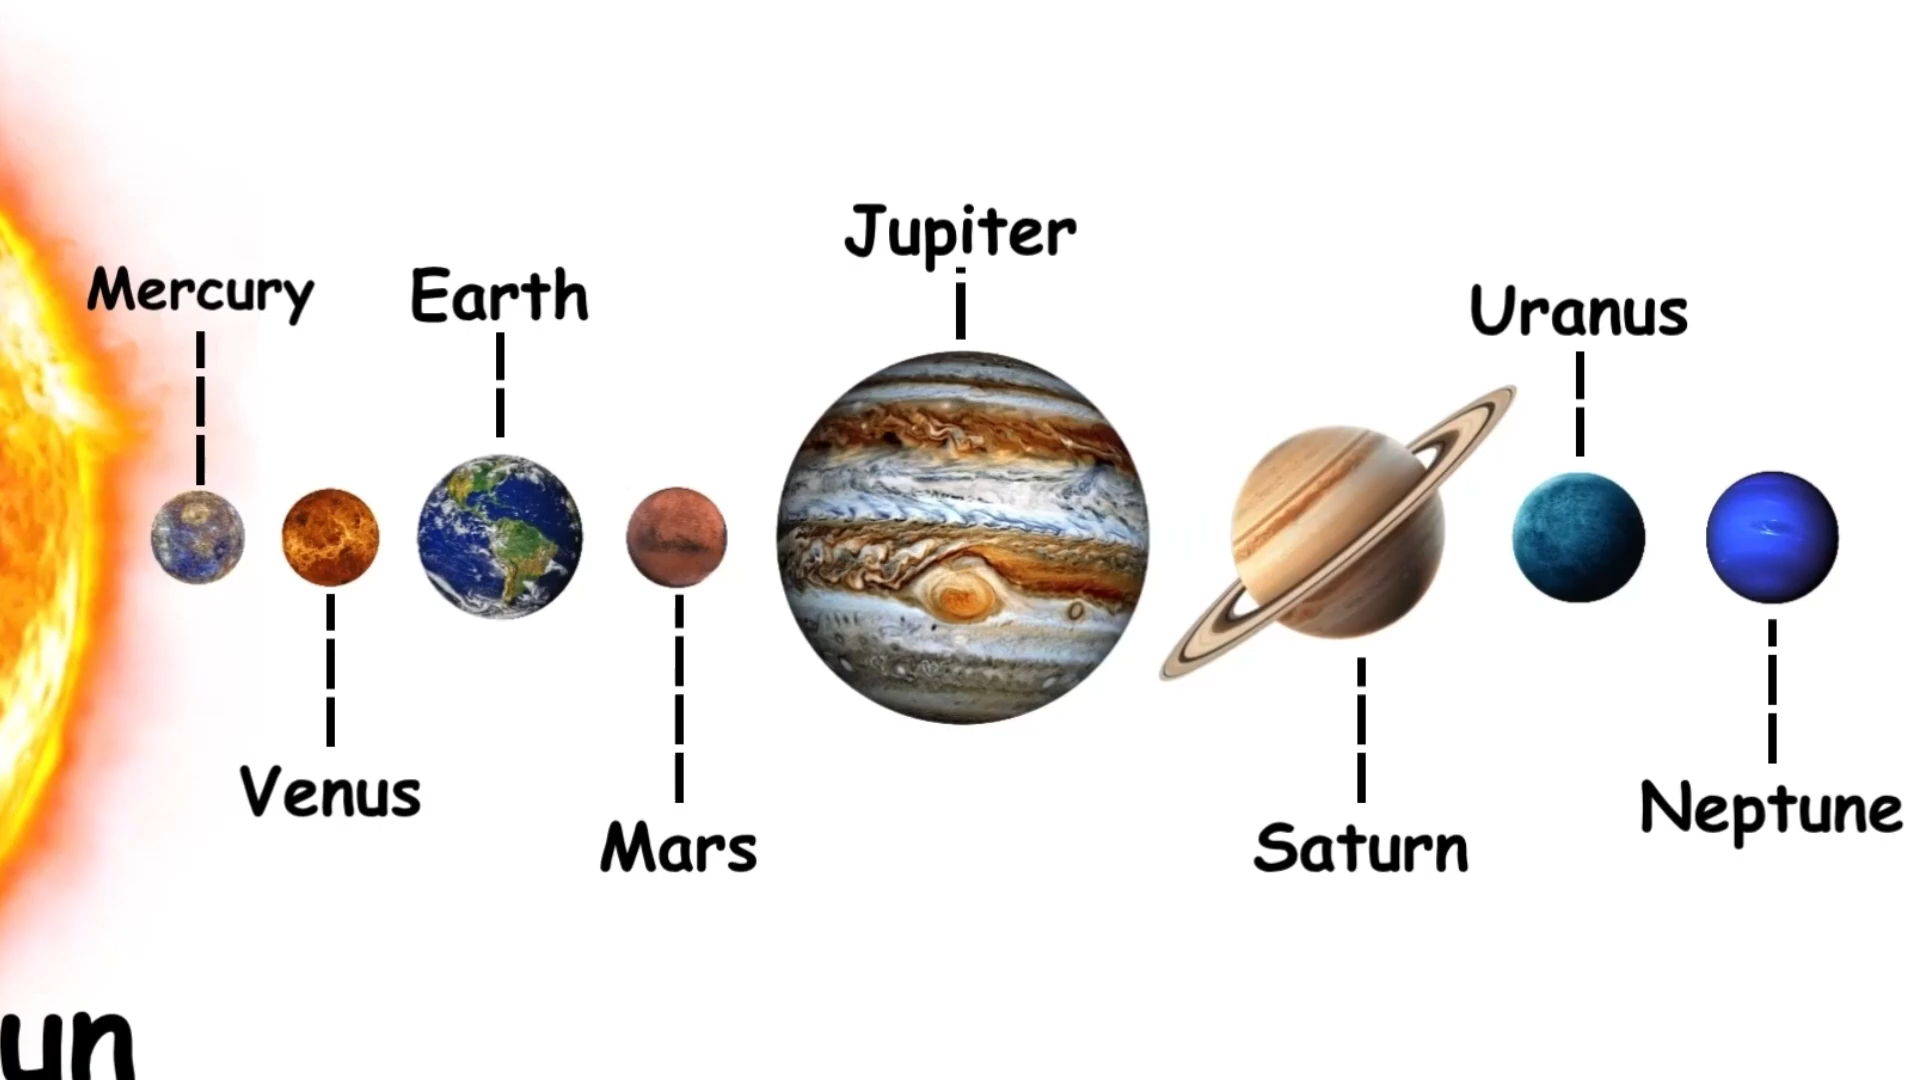 Mercury
Earth
Jupiter
Uranus
Venus
Mars
Saturn
Neptune
un